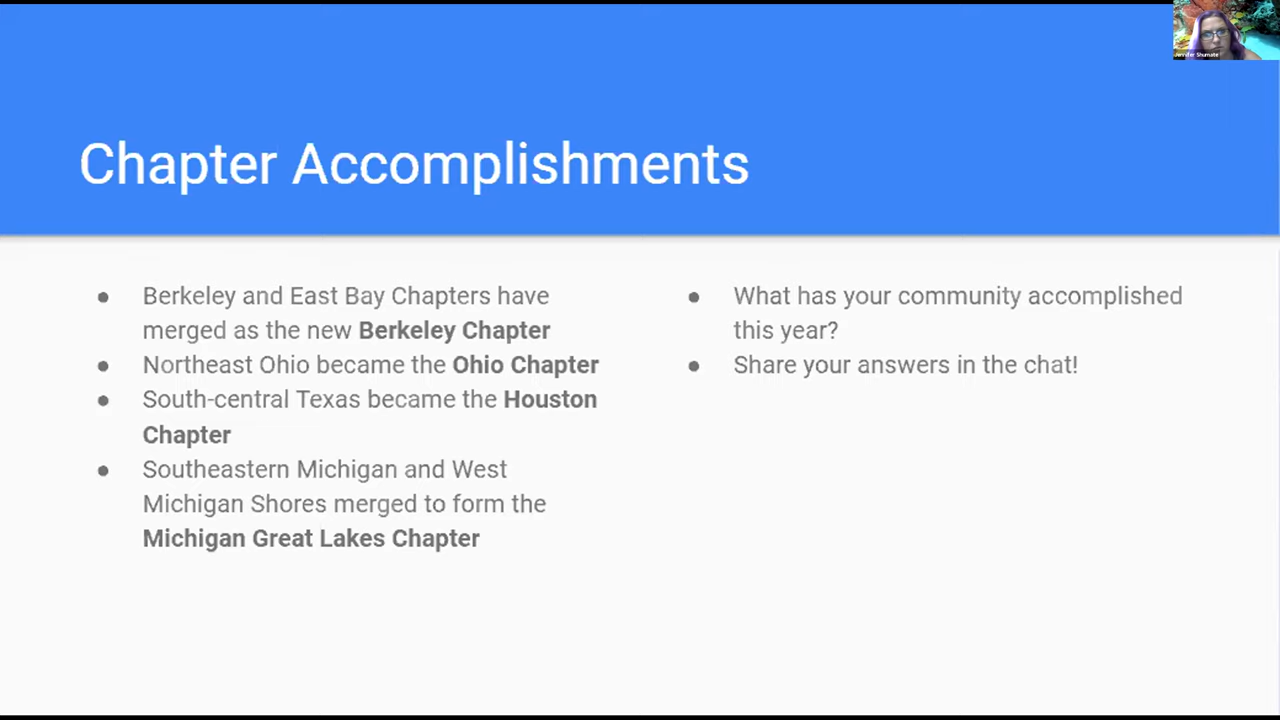 Jennifer Shumate
Chapter Accomplishments
● Berkeley and East Bay Chapters have
merged as the new Berkeley Chapter
● Northeast Ohio became the Ohio Chapter
● South-central Texas became the Houston
Chapter
● Southeastern Michigan and West
Michigan Shores merged to form the
Michigan Great Lakes Chapter
● What has your community accomplished
this year?
● Share your answers in the chat!